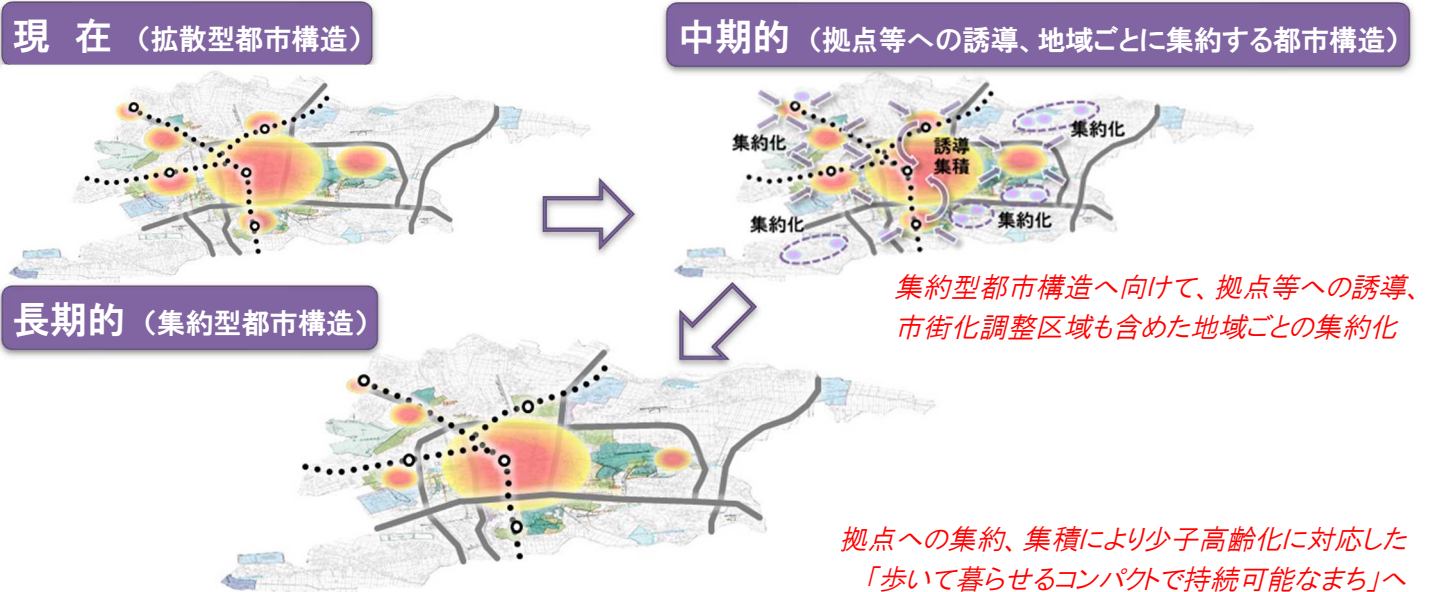 現 在 （拡散型都市構造）
中期的 （拠点等への誘導、地域ごとに集約する都市構造）
集約化
誘導
集積
集約化
集約化
集約化
集約型都市構造へ向けて、拠点等への誘導、
市街化調整区域も含めた地域ごとの集約化
長期的 （集約型都市構造）
拠点への集約、集積により少子高齢化に対応した
「歩いて暮らせるコンパクトで持続可能なまち」へ